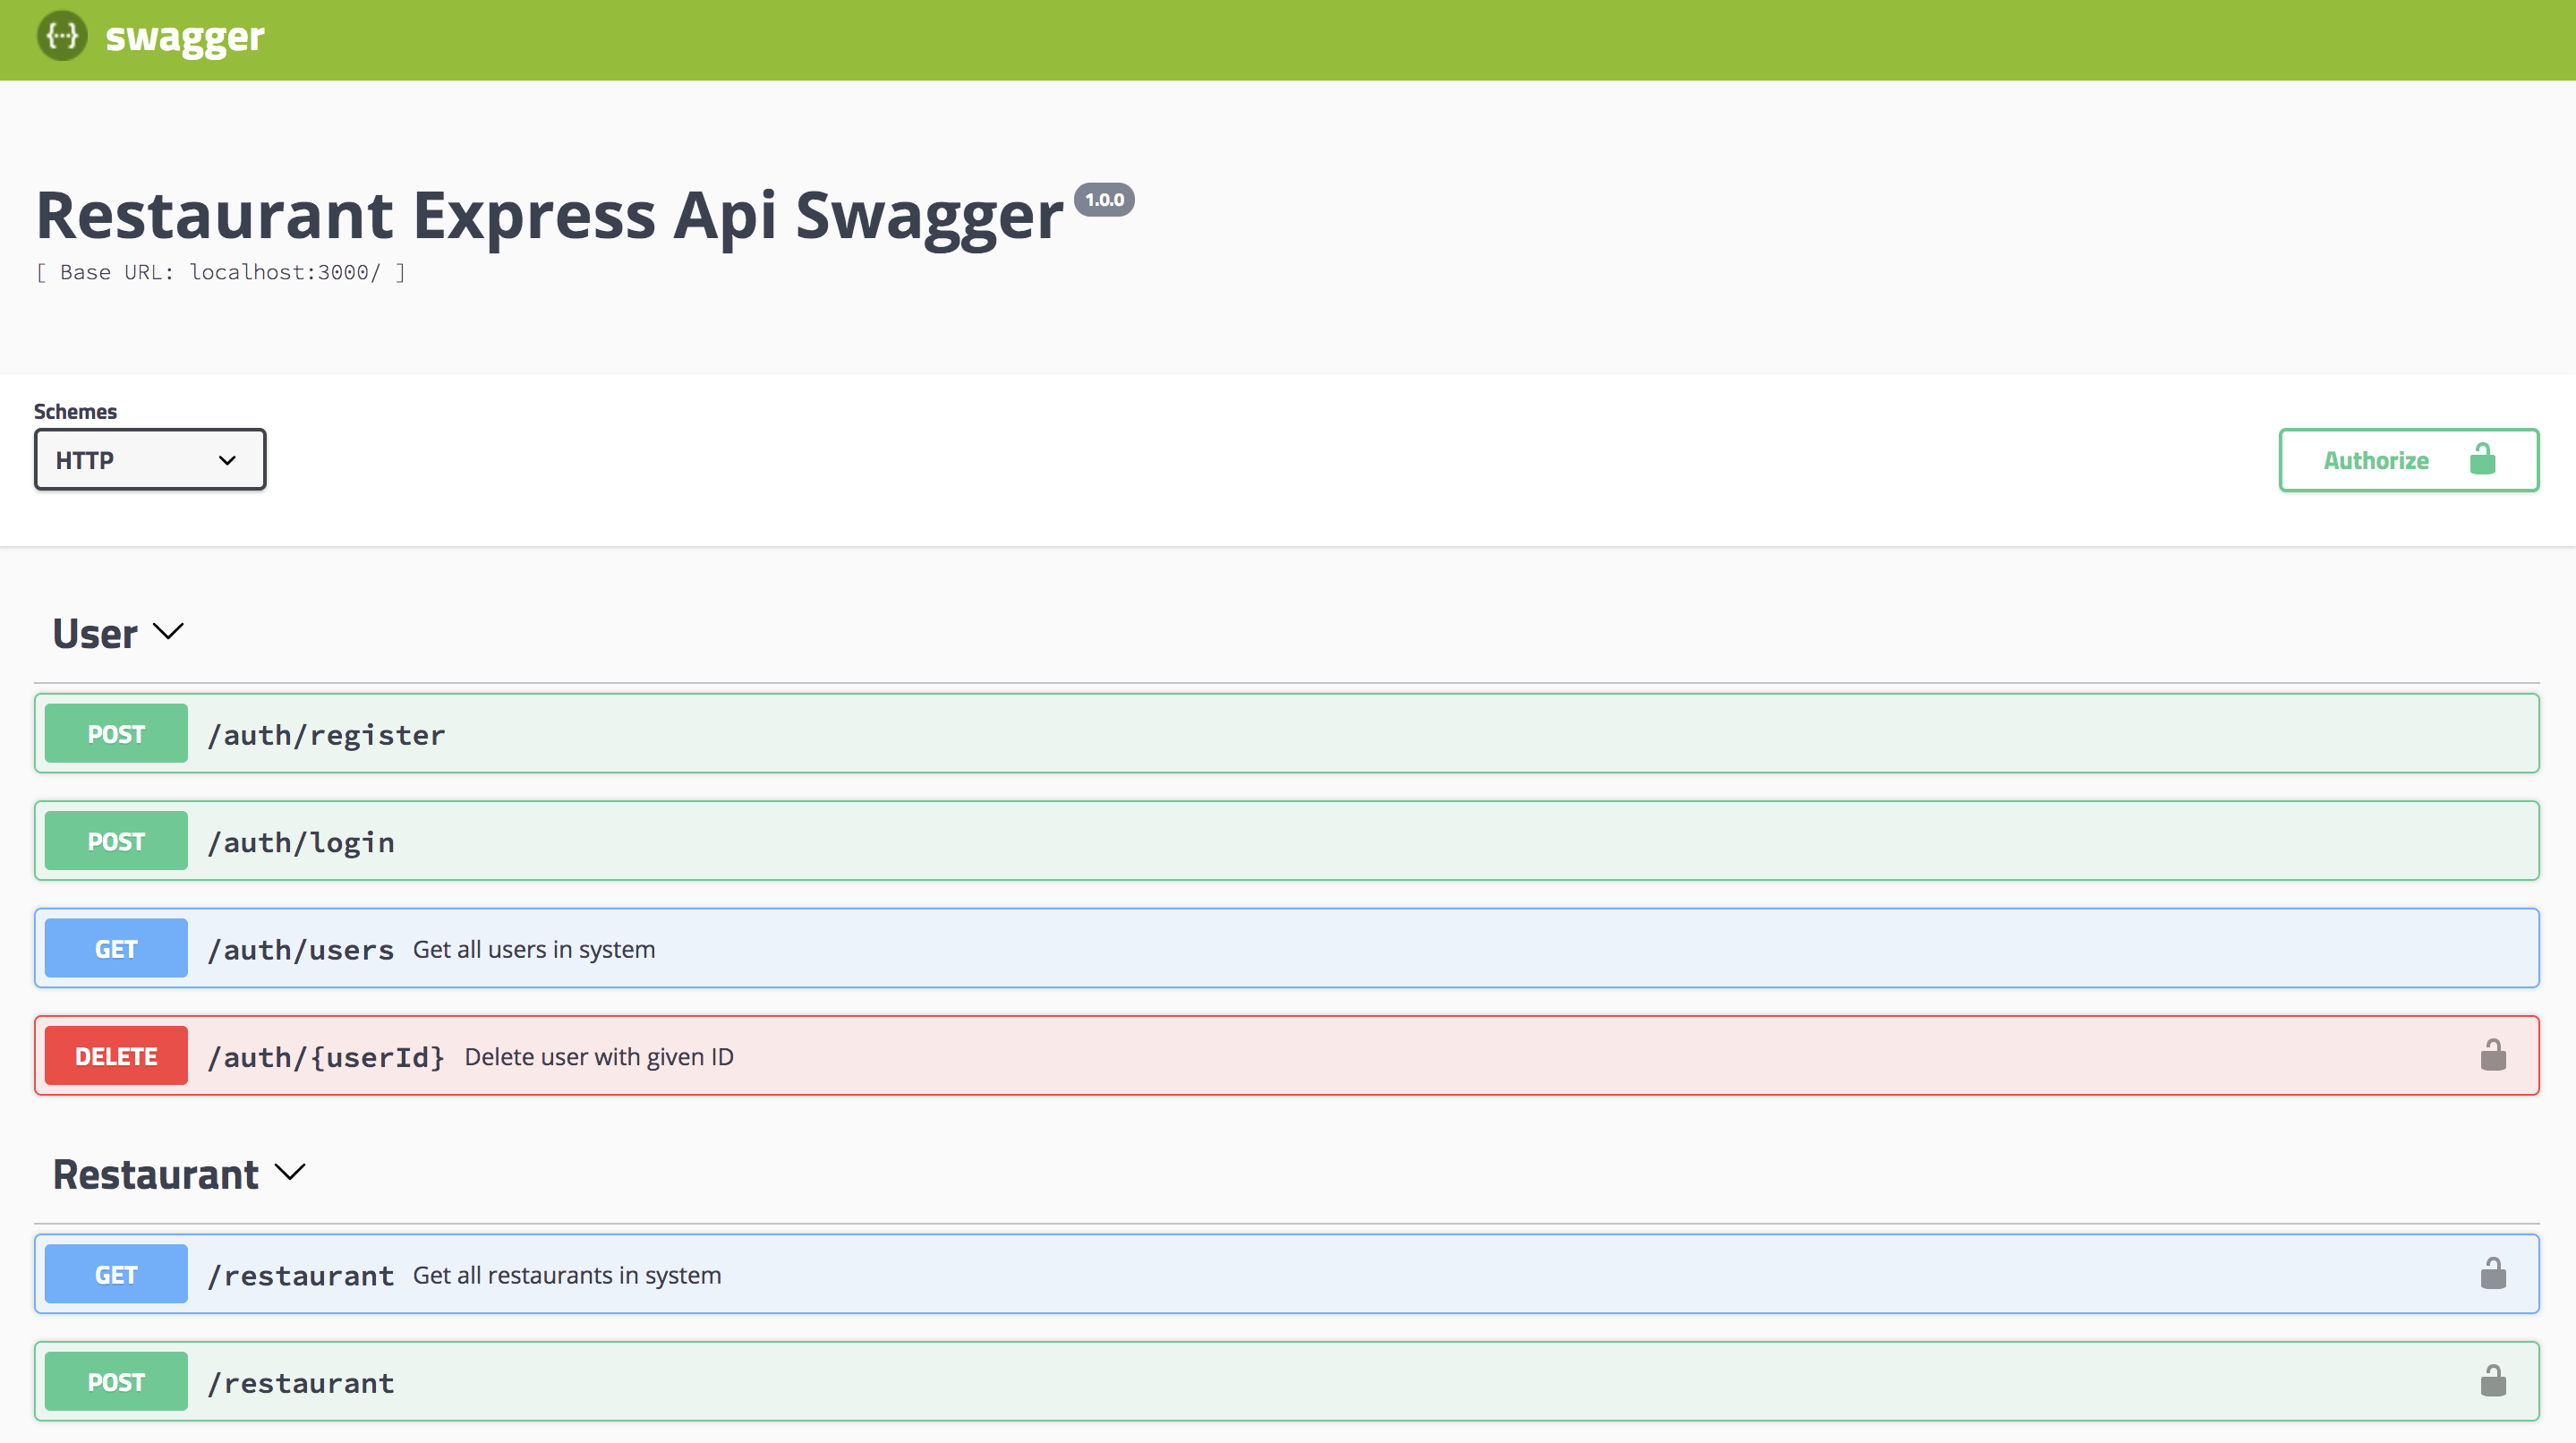 {···} swagger
Restaurant Express Api Swagger 1.0.0
[ Base URL: localhost:3000/ ]
Schemes
HTTP
Authorize
User
POST /auth/register
POST /auth/login
GET /auth/users Get all users in system
DELETE /auth/{userId} Delete user with given ID
Restaurant
GET /restaurant Get all restaurants in system
POST /restaurant